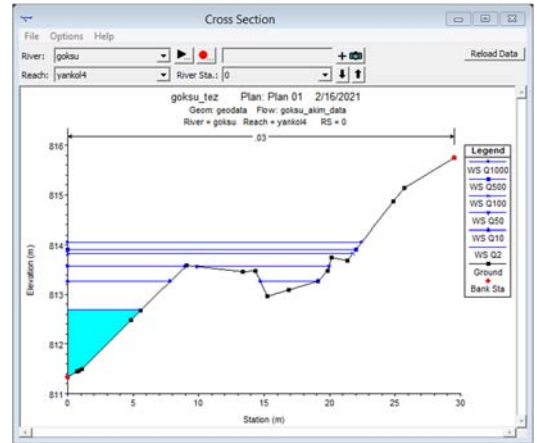 Cross Section
File Options Help
River: goksu
Reload Data
Reach: yankol4 River Sta.: 0
goksu_tez Plan: Plan 01 2/16/2021
Geom: geodata Flow: goksu_akim_data
River = goksu Reach = yankol4 RS = 0
.03
816
815
814
813
812
811
Elevation (m)
0 5 10 15 20 25 30
Station (m)
Legend
WS Q1000
WS Q500
WS Q100
WS Q50
WS Q10
WS Q2
Ground
Bank Sta